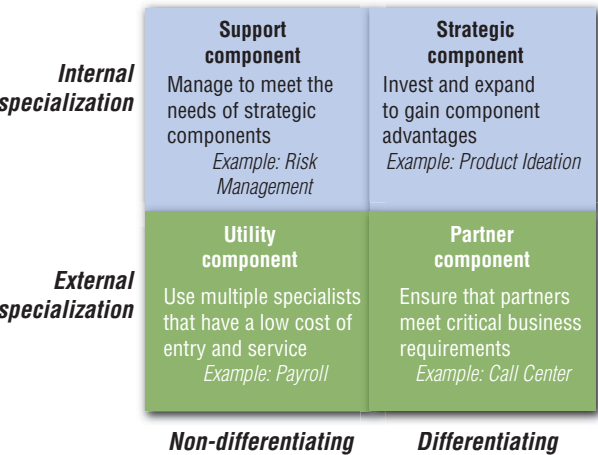 Internal
specialization
Support
component
Manage to meet the
needs of strategic
components
Example: Risk
Management
Strategic
component
Invest and expand
to gain component
advantages
Example: Product Ideation
External
specialization
Utility
component
Use multiple specialists
that have a low cost of
entry and service
Example: Payroll
Partner
component
Ensure that partners
meet critical business
requirements
Example: Call Center
Non-differentiating
Differentiating